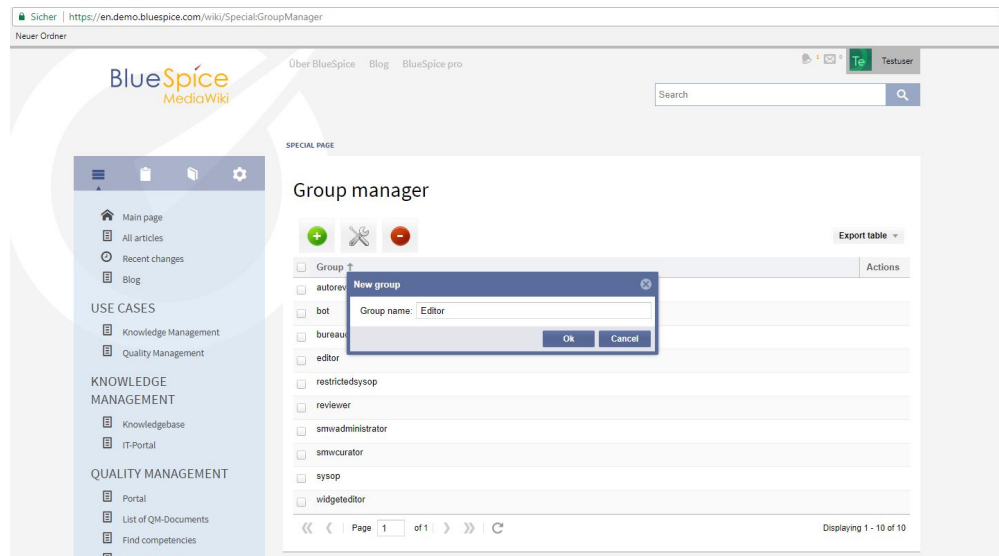 Sicher | https://en.demo.bluespice.com/wiki/Special:GroupManager
Neuer Ordner
BlueSpice
MediaWiki
Über BlueSpice Blog BlueSpice pro
Te
Testuser
Search
SPECIAL PAGE
Main page
All articles
Recent changes
Blog
USE CASES
Knowledge Management
Quality Management
KNOWLEDGE
MANAGEMENT
Knowledgebase
IT-Portal
QUALITY MANAGEMENT
Portal
List of QM-Documents
Find competencies
Group manager
Export table
Group Actions
autorev
New group
bot
Group name: Editor
bureauc
Ok Cancel
editor
restrictedsysop
reviewer
smwadministrator
smwcurator
sysop
widgeteditor
Page 1 of 1
Displaying 1 - 10 of 10